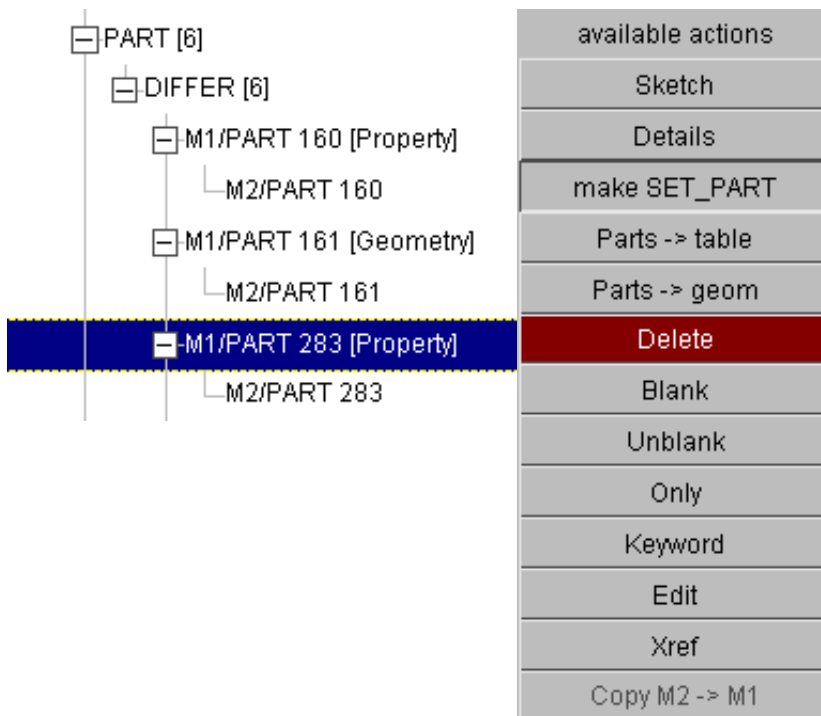 PART [6]
DIFFER [6]
M1/PART 160 [Property]
M2/PART 160
M1/PART 161 [Geometry]
M2/PART 161
M1/PART 283 [Property]
M2/PART 283
available actions
Sketch
Details
make SET_PART
Parts -> table
Parts -> geom
Delete
Blank
Unblank
Only
Keyword
Edit
Xref
Copy M2 -> M1